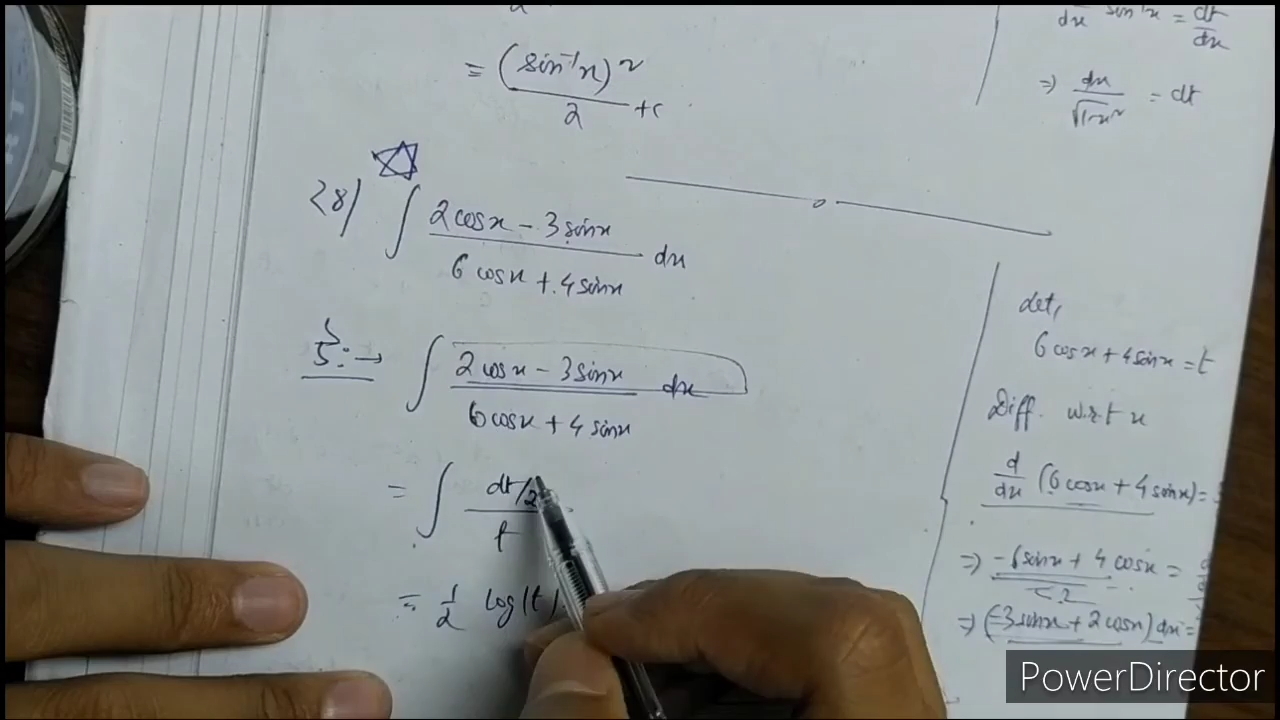 = (sin⁻¹x)² / 2 + c
d/dx sin⁻¹x = dt/dx
⇒ dx/√1-x² = dt
28) ∫ 2cosx - 3sinx / 6cosx + 4sinx dx
S:→ ∫ 2cosx - 3sinx / 6cosx + 4sinx dx
= ∫ dt/2 / t
= 1/2 log|t|
Let,
6cosx + 4sinx = t
Diff. w.r.t x
d/dx (6cosx + 4sinx) =
⇒ -6sinx + 4cosx =
⇒ (-3sinx + 2cosx) dx =
PowerDirector